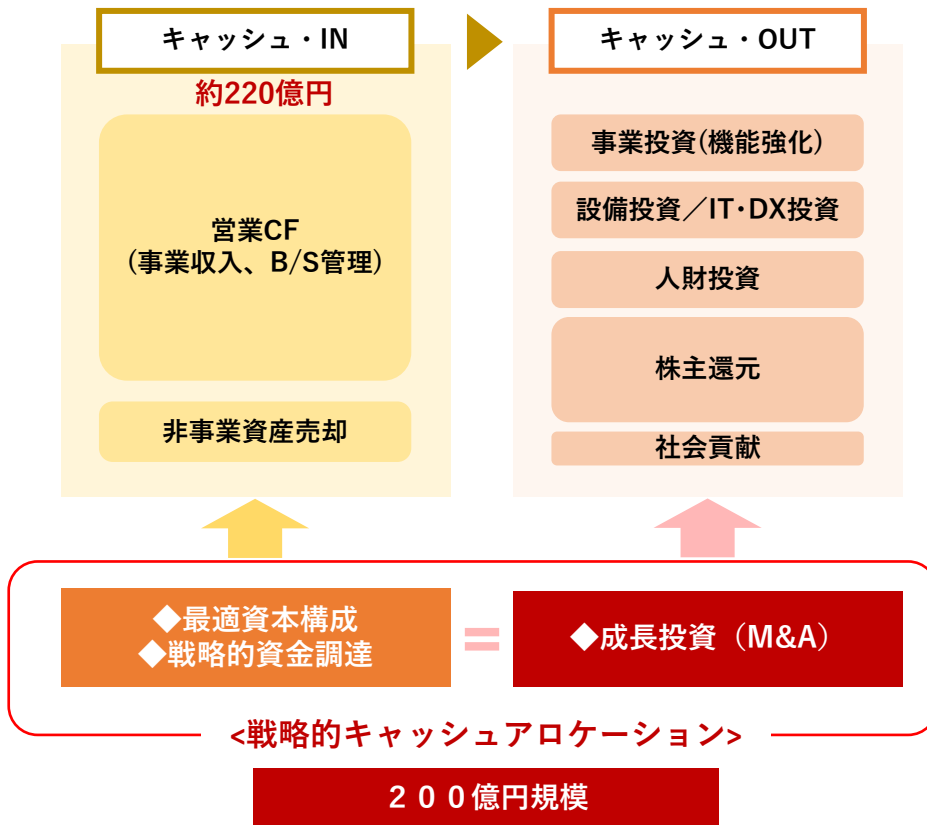 キャッシュ・IN
約220億円
営業CF
(事業収入、B/S管理)
非事業資産売却
キャッシュ・OUT
事業投資(機能強化)
設備投資／IT･DX投資
人財投資
株主還元
社会貢献
◆最適資本構成
◆戦略的資金調達
=
◆成長投資（M&A）
<戦略的キャッシュアロケーション>
２００億円規模